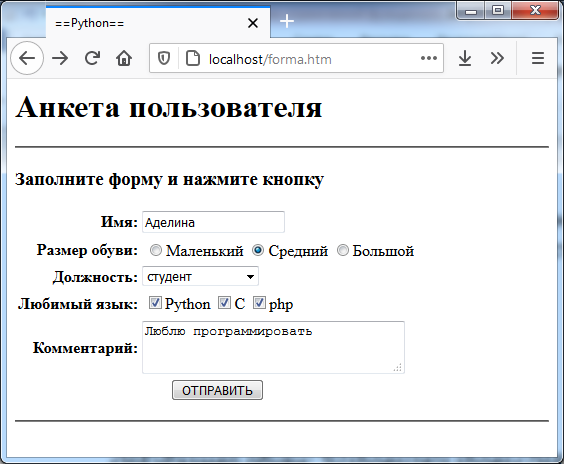 ==Python==
localhost/forma.htm
Анкета пользователя
Заполните форму и нажмите кнопку
Имя: Аделина
Размер обуви: Маленький Средний Большой
Должность: студент
Любимый язык: Python C php
Комментарий: Люблю программировать
ОТПРАВИТЬ